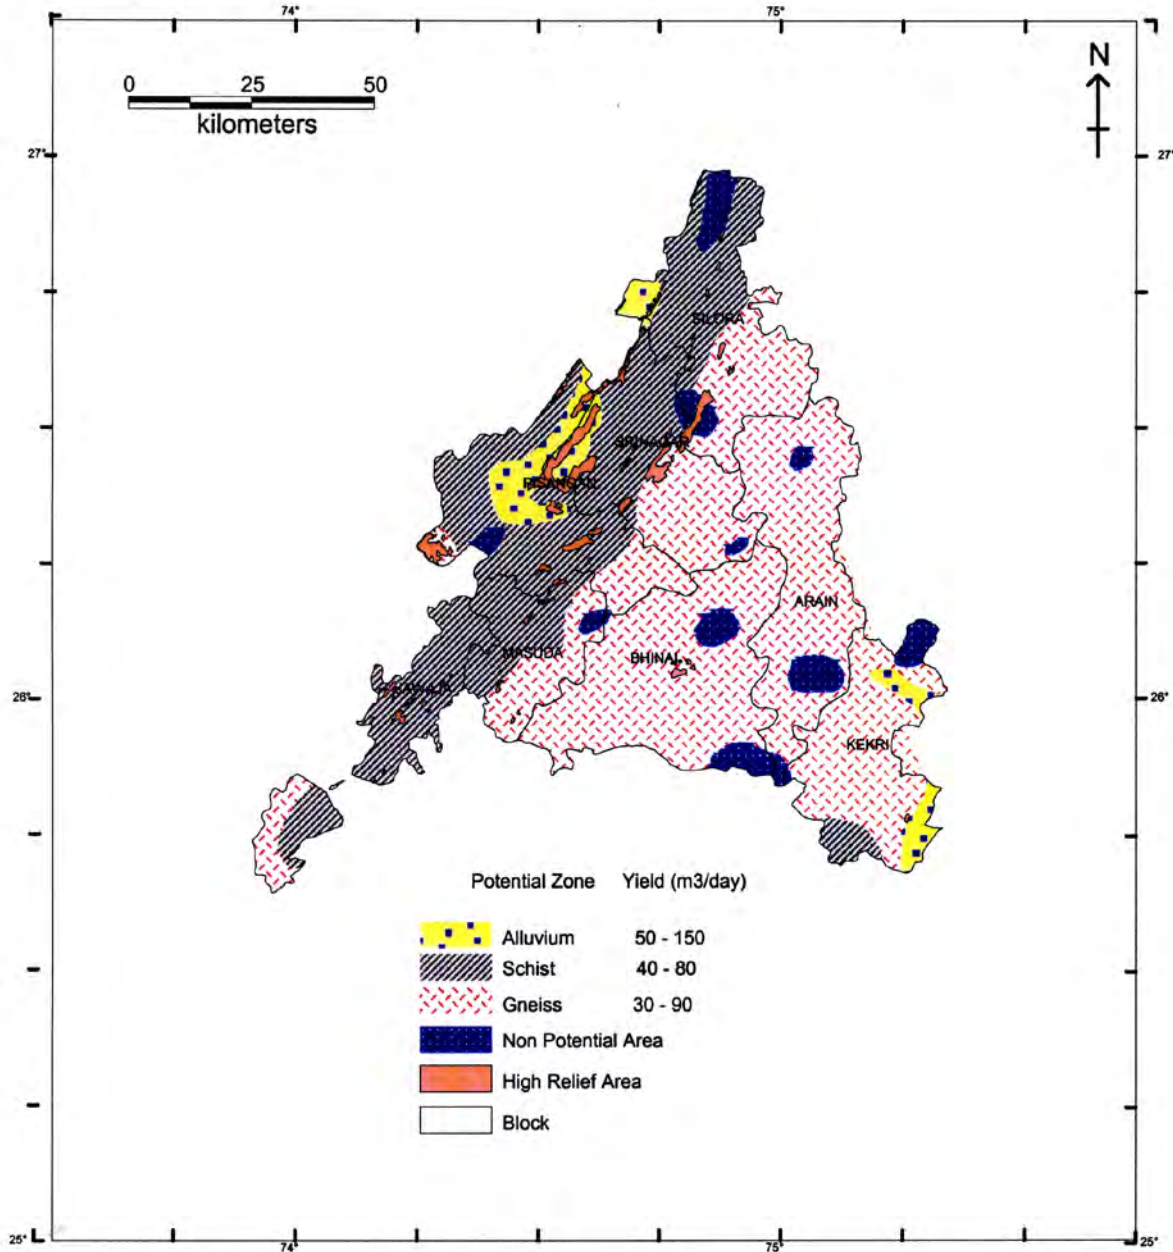 74° 75°
N
0 25 50
kilometers
27° 27°
SILORA
SRINAGAR
PISANGAN
ARAIN
MASUDA
BHINAI
JAWAJA
26° 26°
KEKRI
Potential Zone Yield (m3/day)
Alluvium 50 - 150
Schist 40 - 80
Gneiss 30 - 90
Non Potential Area
High Relief Area
Block
25° 25°
74° 75°